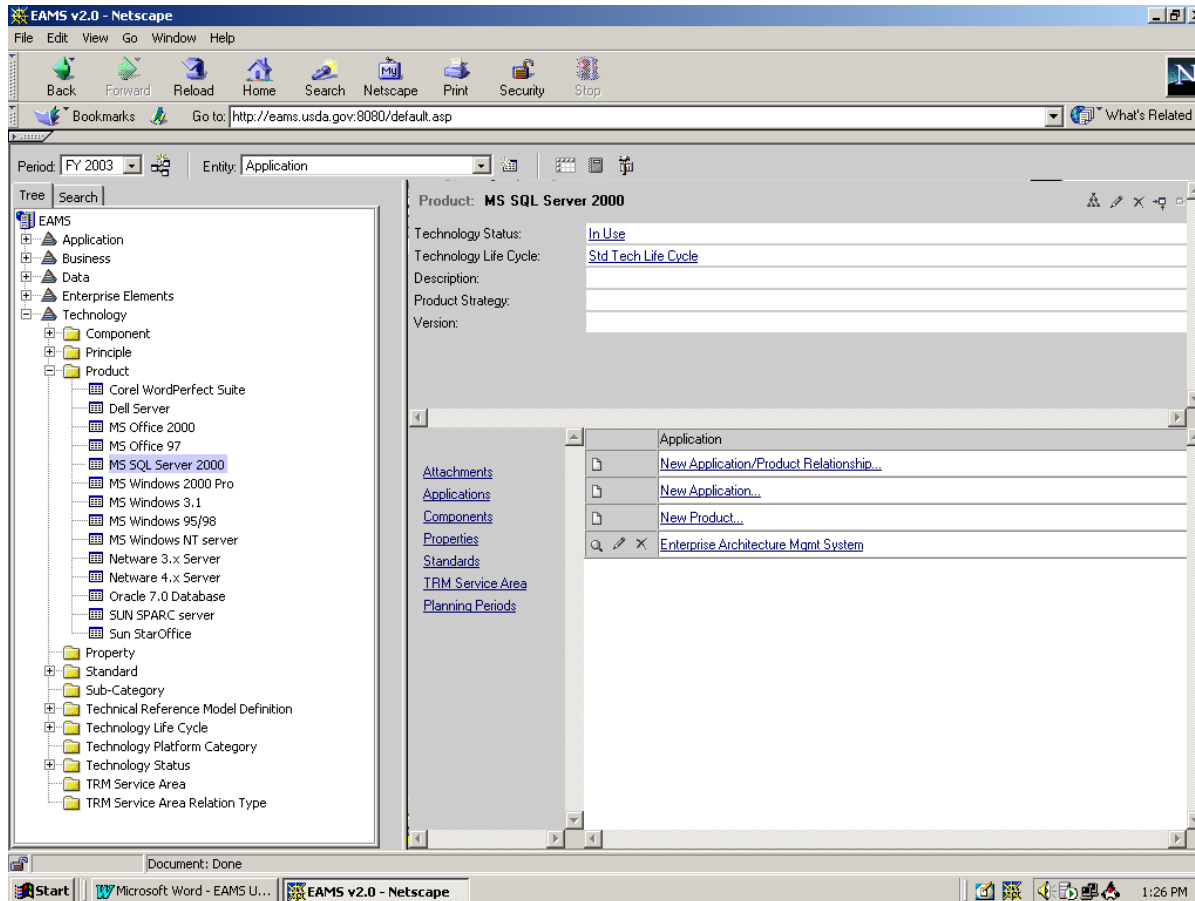 EAMS v2.0 - Netscape
File Edit View Go Window Help
Back Forward Reload Home Search Netscape Print Security Stop
My
N
Bookmarks Go to: http://eams.usda.gov:8080/default.asp What's Related
Period: FY 2003 Entity: Application
Tree Search
EAMS
Application
Business
Data
Enterprise Elements
Technology
Component
Principle
Product
Corel WordPerfect Suite
Dell Server
MS Office 2000
MS Office 97
MS SQL Server 2000
MS Windows 2000 Pro
MS Windows 3.1
MS Windows 95/98
MS Windows NT server
Netware 3.x Server
Netware 4.x Server
Oracle 7.0 Database
SUN SPARC server
Sun StarOffice
Property
Standard
Sub-Category
Technical Reference Model Definition
Technology Life Cycle
Technology Platform Category
Technology Status
TRM Service Area
TRM Service Area Relation Type
Product: MS SQL Server 2000
Technology Status: In Use
Technology Life Cycle: Std Tech Life Cycle
Description:
Product Strategy:
Version:
Attachments
Applications
Components
Properties
Standards
TRM Service Area
Planning Periods
Application
New Application/Product Relationship...
New Application...
New Product...
Enterprise Architecture Mgmt System
Document: Done
Start Microsoft Word - EAMS U... EAMS v2.0 - Netscape 1:26 PM